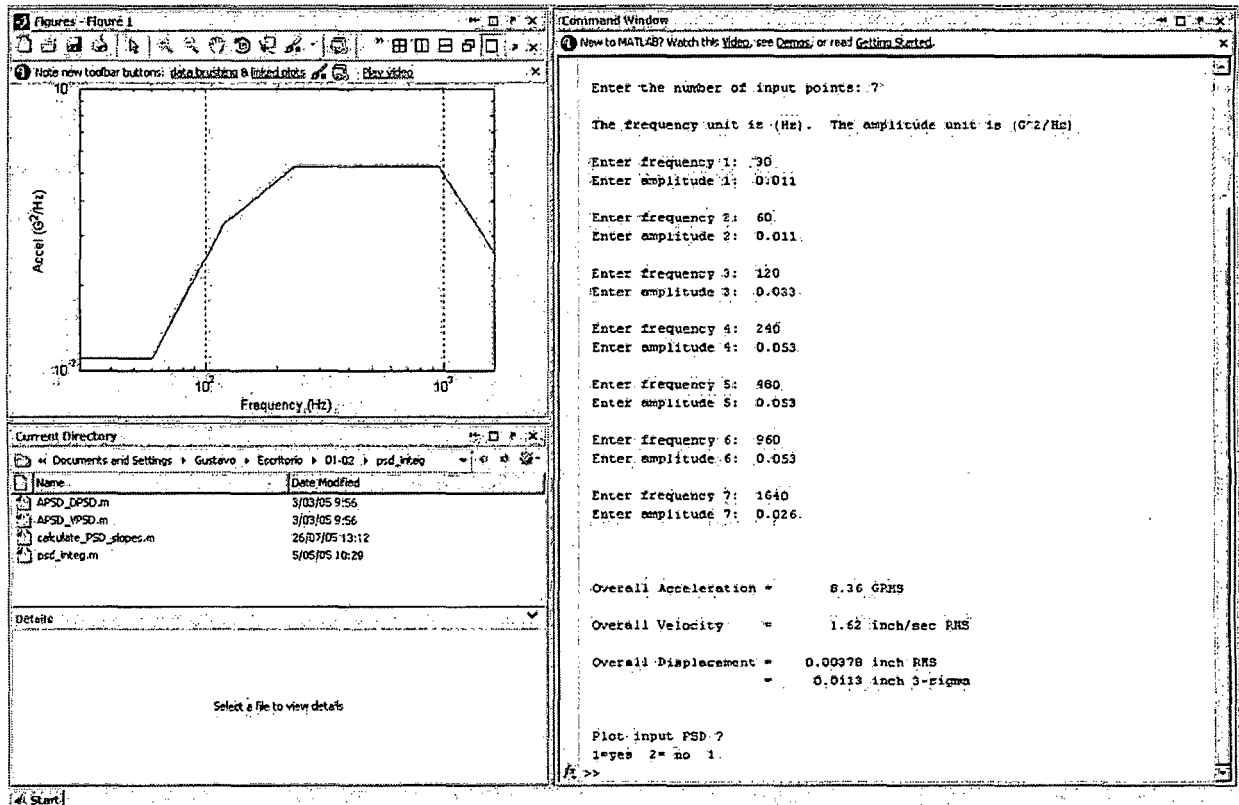 Figures - Figure 1
Note new toolbar buttons: data brushing & linked plots Play video
10
Accel (G²/Hz)
10⁻²
10²
10³
Frequency (Hz)
Current Directory
« Documents and Settings Gustavo Escritorio 01-02 psd_integ
Name Date Modified
APSD_DPSD.m 3/03/05 9:56
APSD_VPSD.m 3/03/05 9:56
calculate_PSD_slopes.m 26/07/05 13:12
psd_integ.m 5/05/05 10:29
Details
Select a file to view details
Start
Command Window
New to MATLAB? Watch this Video, see Demos, or read Getting Started.
Enter the number of input points: 7
The frequency unit is (Hz). The amplitude unit is (G^2/Hz)
Enter frequency 1: 30
Enter amplitude 1: 0.011
Enter frequency 2: 60
Enter amplitude 2: 0.011
Enter frequency 3: 120
Enter amplitude 3: 0.033
Enter frequency 4: 240
Enter amplitude 4: 0.053
Enter frequency 5: 480
Enter amplitude 5: 0.053
Enter frequency 6: 960
Enter amplitude 6: 0.053
Enter frequency 7: 1640
Enter amplitude 7: 0.026
Overall Acceleration = 8.36 GRMS
Overall Velocity = 1.62 inch/sec RMS
Overall Displacement = 0.00378 inch RMS
= 0.0113 inch 3-sigma
Plot input PSD ?
1=yes 2= no 1
fx >>